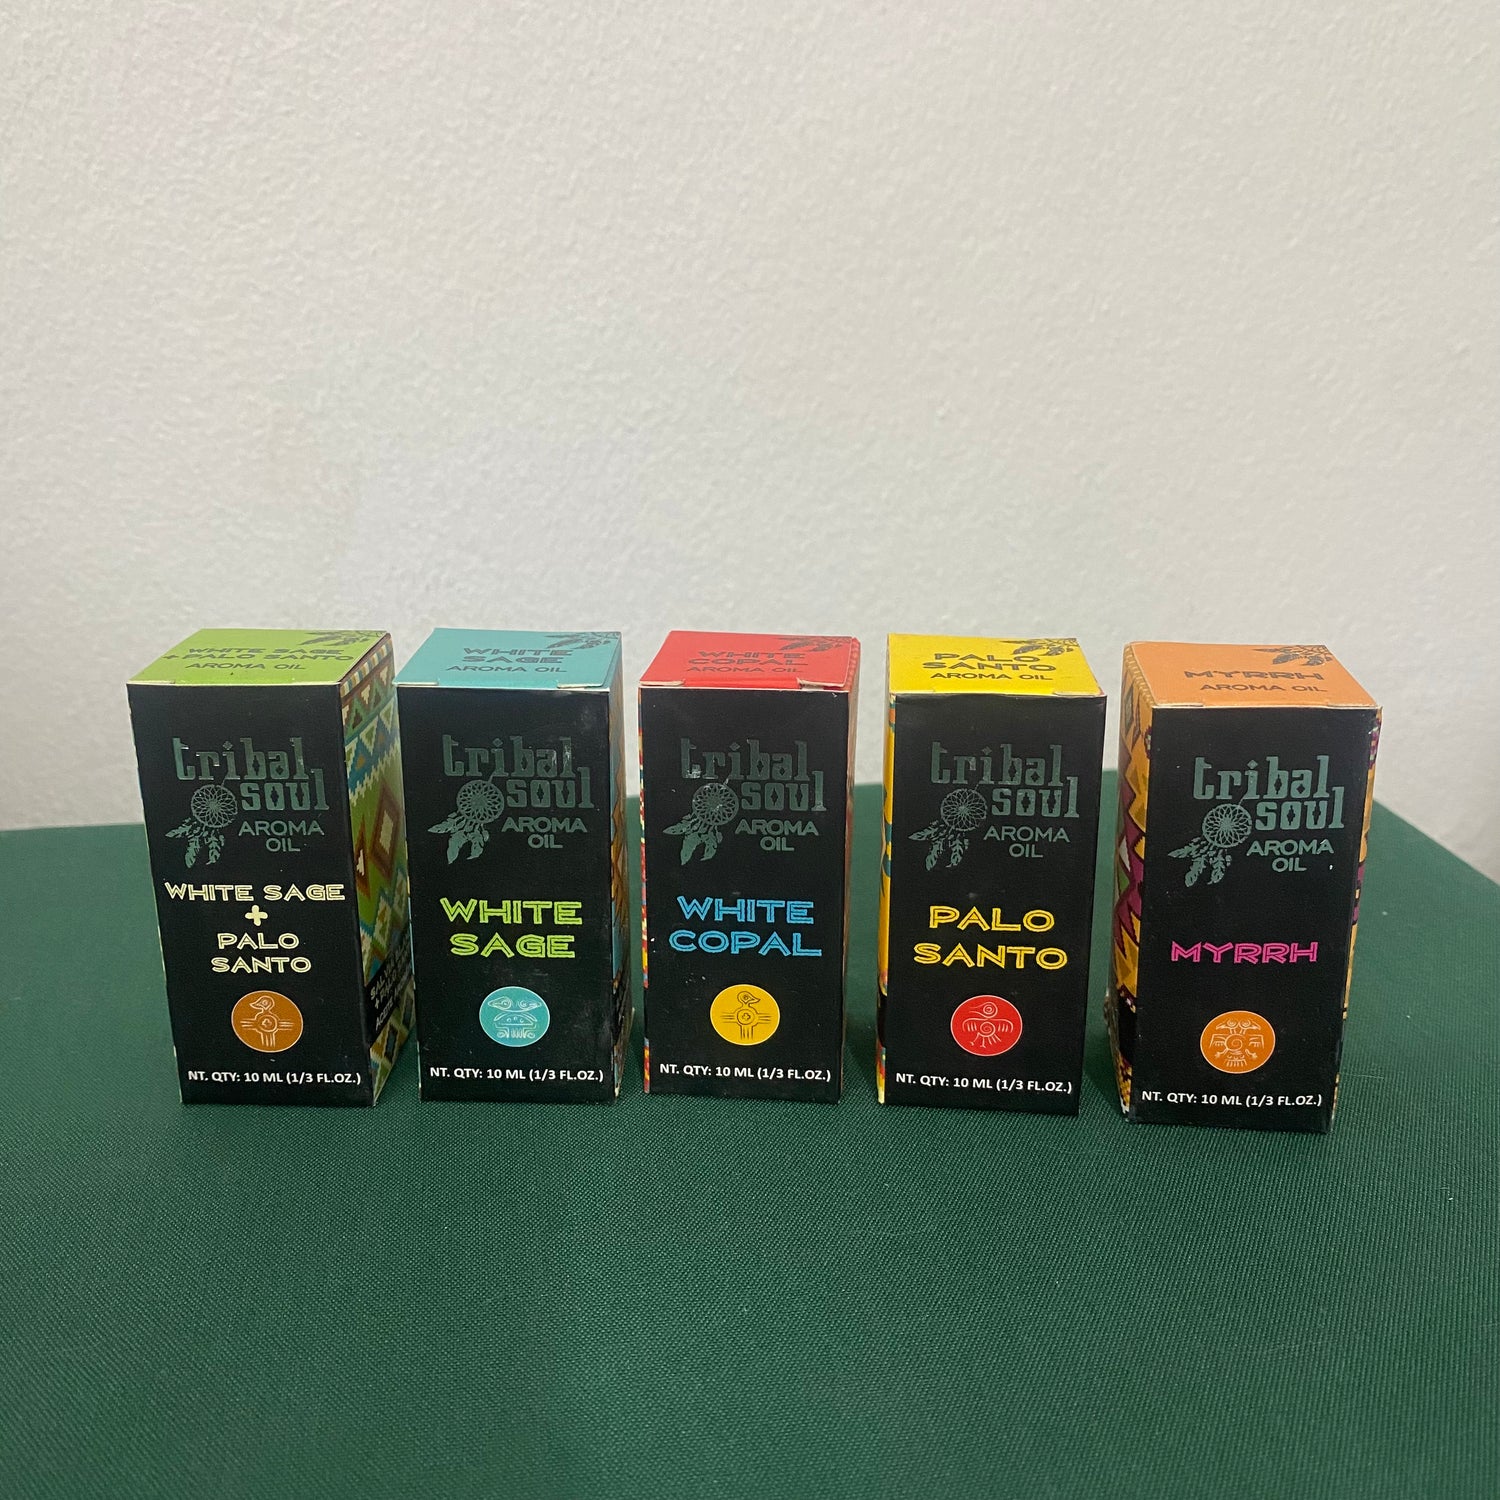 WHITE SAGE
+ PALO SANTO
AROMA OIL
tribal
soul
AROMA
OIL
WHITE SAGE
+
PALO
SANTO
NT. QTY: 10 ML (1/3 FL.OZ.)
WHITE
SAGE
AROMA OIL
tribal
soul
AROMA
OIL
WHITE
SAGE
NT. QTY: 10 ML (1/3 FL.OZ.)
WHITE
COPAL
AROMA OIL
tribal
soul
AROMA
OIL
WHITE
COPAL
NT. QTY: 10 ML (1/3 FL.OZ.)
PALO
SANTO
AROMA OIL
tribal
soul
AROMA
OIL
PALO
SANTO
NT. QTY: 10 ML (1/3 FL.OZ.)
MYRRH
AROMA OIL
tribal
soul
AROMA
OIL
MYRRH
NT. QTY: 10 ML (1/3 FL.OZ.)